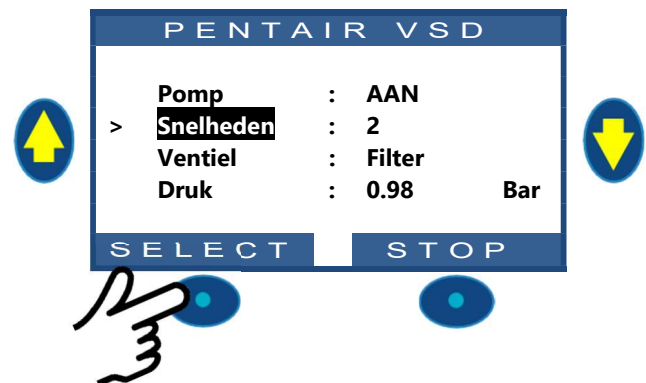 PENTAIR VSD
Pomp : AAN
> Snelheden : 2
Ventiel : Filter
Druk : 0.98 Bar
SELECT STOP